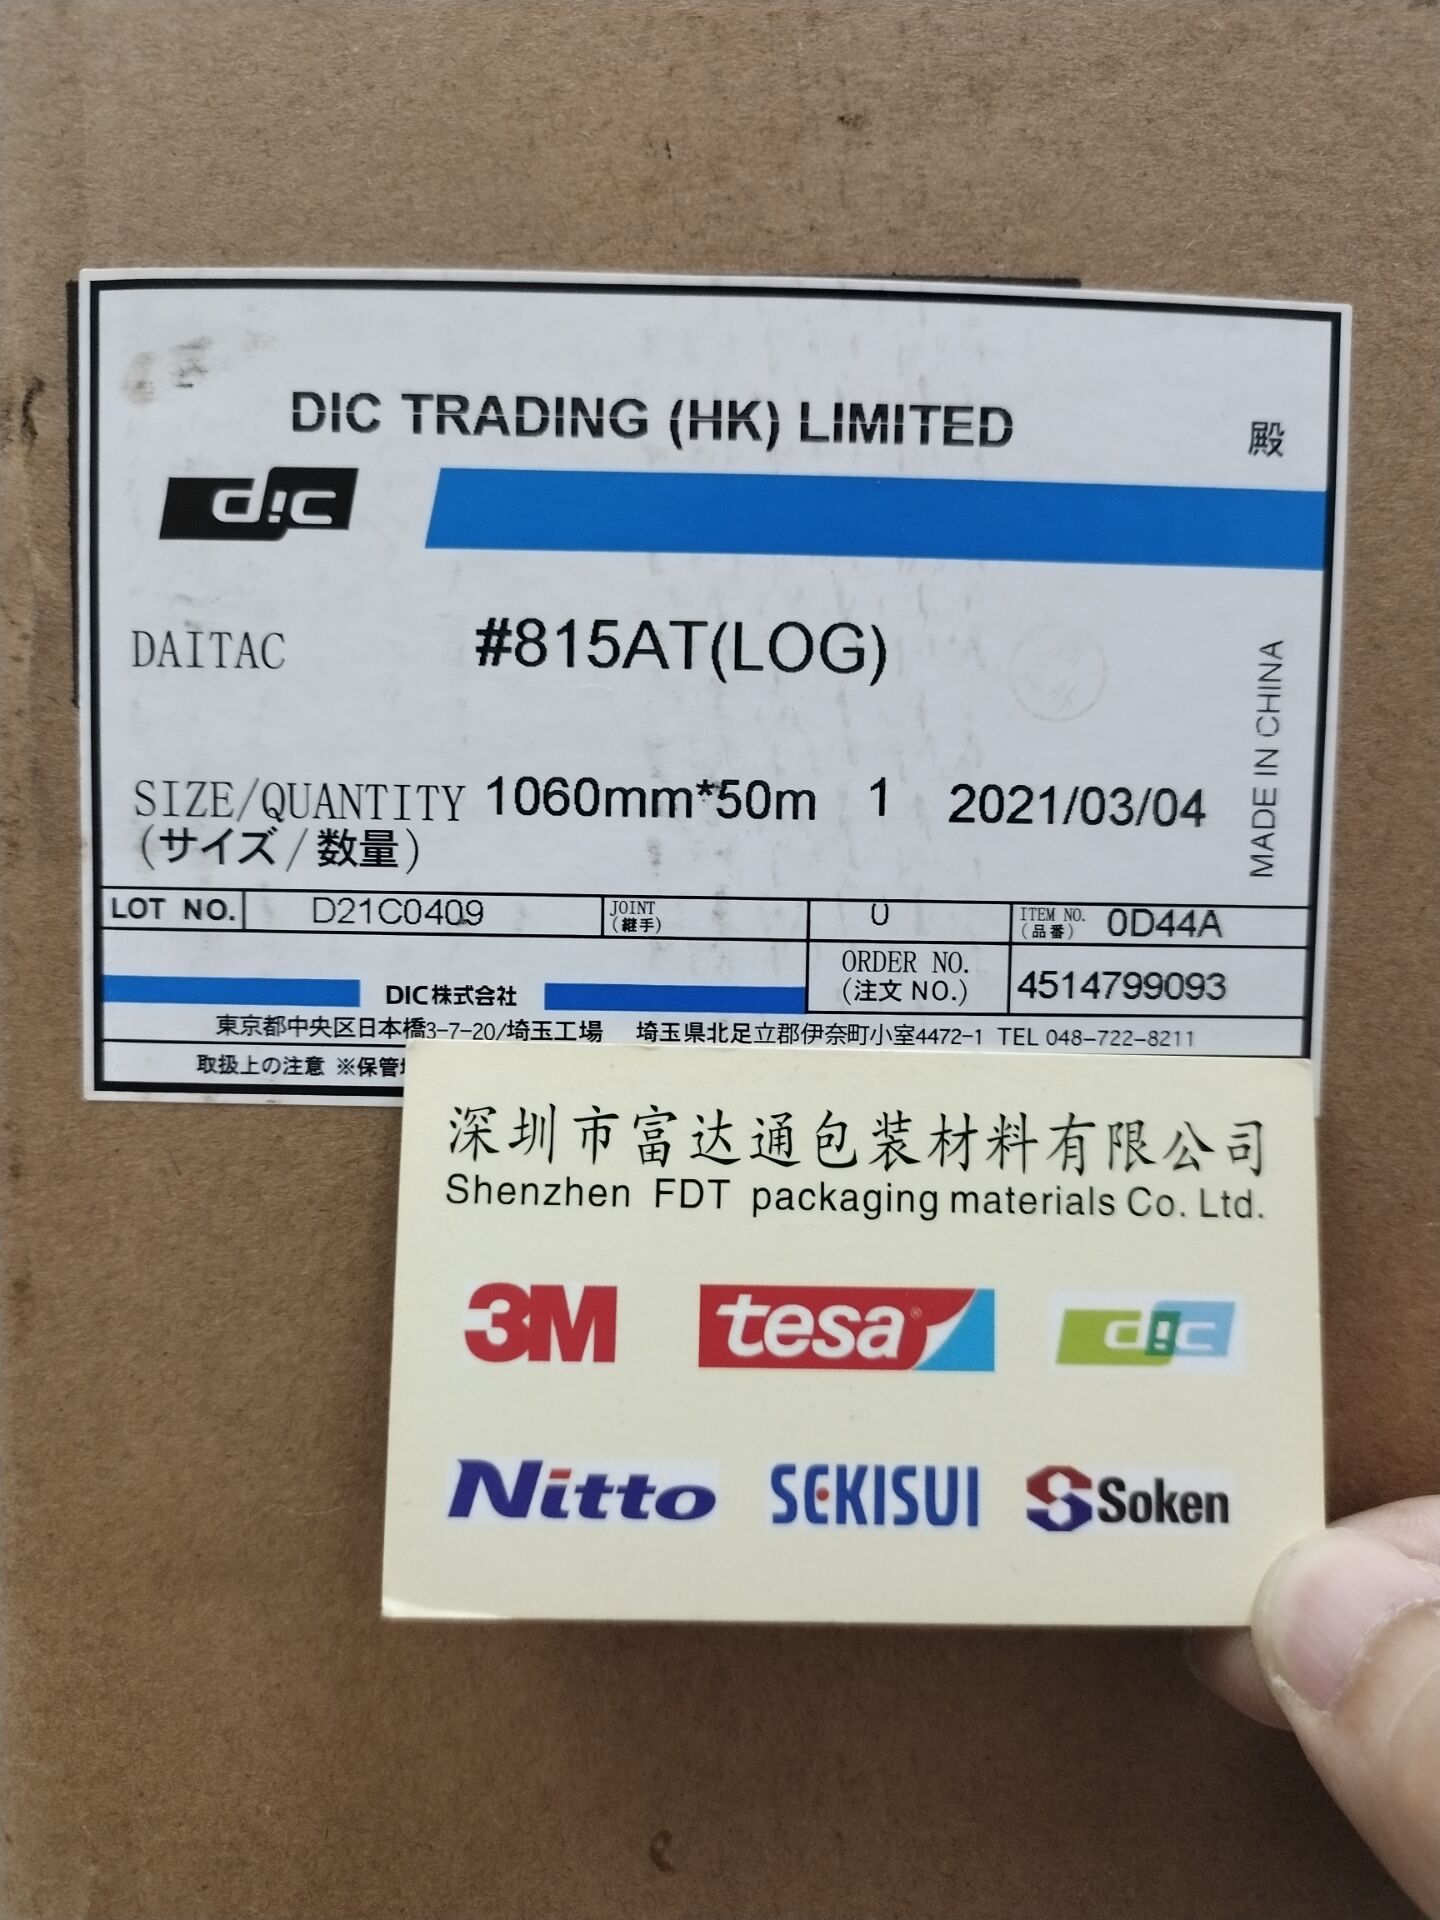 DIC TRADING (HK) LIMITED 殿
dic
DAITAC #815AT(LOG)
MADE IN CHINA
SIZE/QUANTITY 1060mm*50m 1 2021/03/04
(サイズ/数量)
LOT NO. D21C0409 JOINT (継手) 0 ITEM NO. (品番) 0D44A
ORDER NO. (注文 NO.) 4514799093
DIC株式会社
東京都中央区日本橋3-7-20/埼玉工場 埼玉県北足立郡伊奈町小室4472-1 TEL 048-722-8211
取扱上の注意 ※保管
深圳市富达通包装材料有限公司
Shenzhen FDT packaging materials Co. Ltd.
3M tesa® dic
Nitto SEKISUI Soken